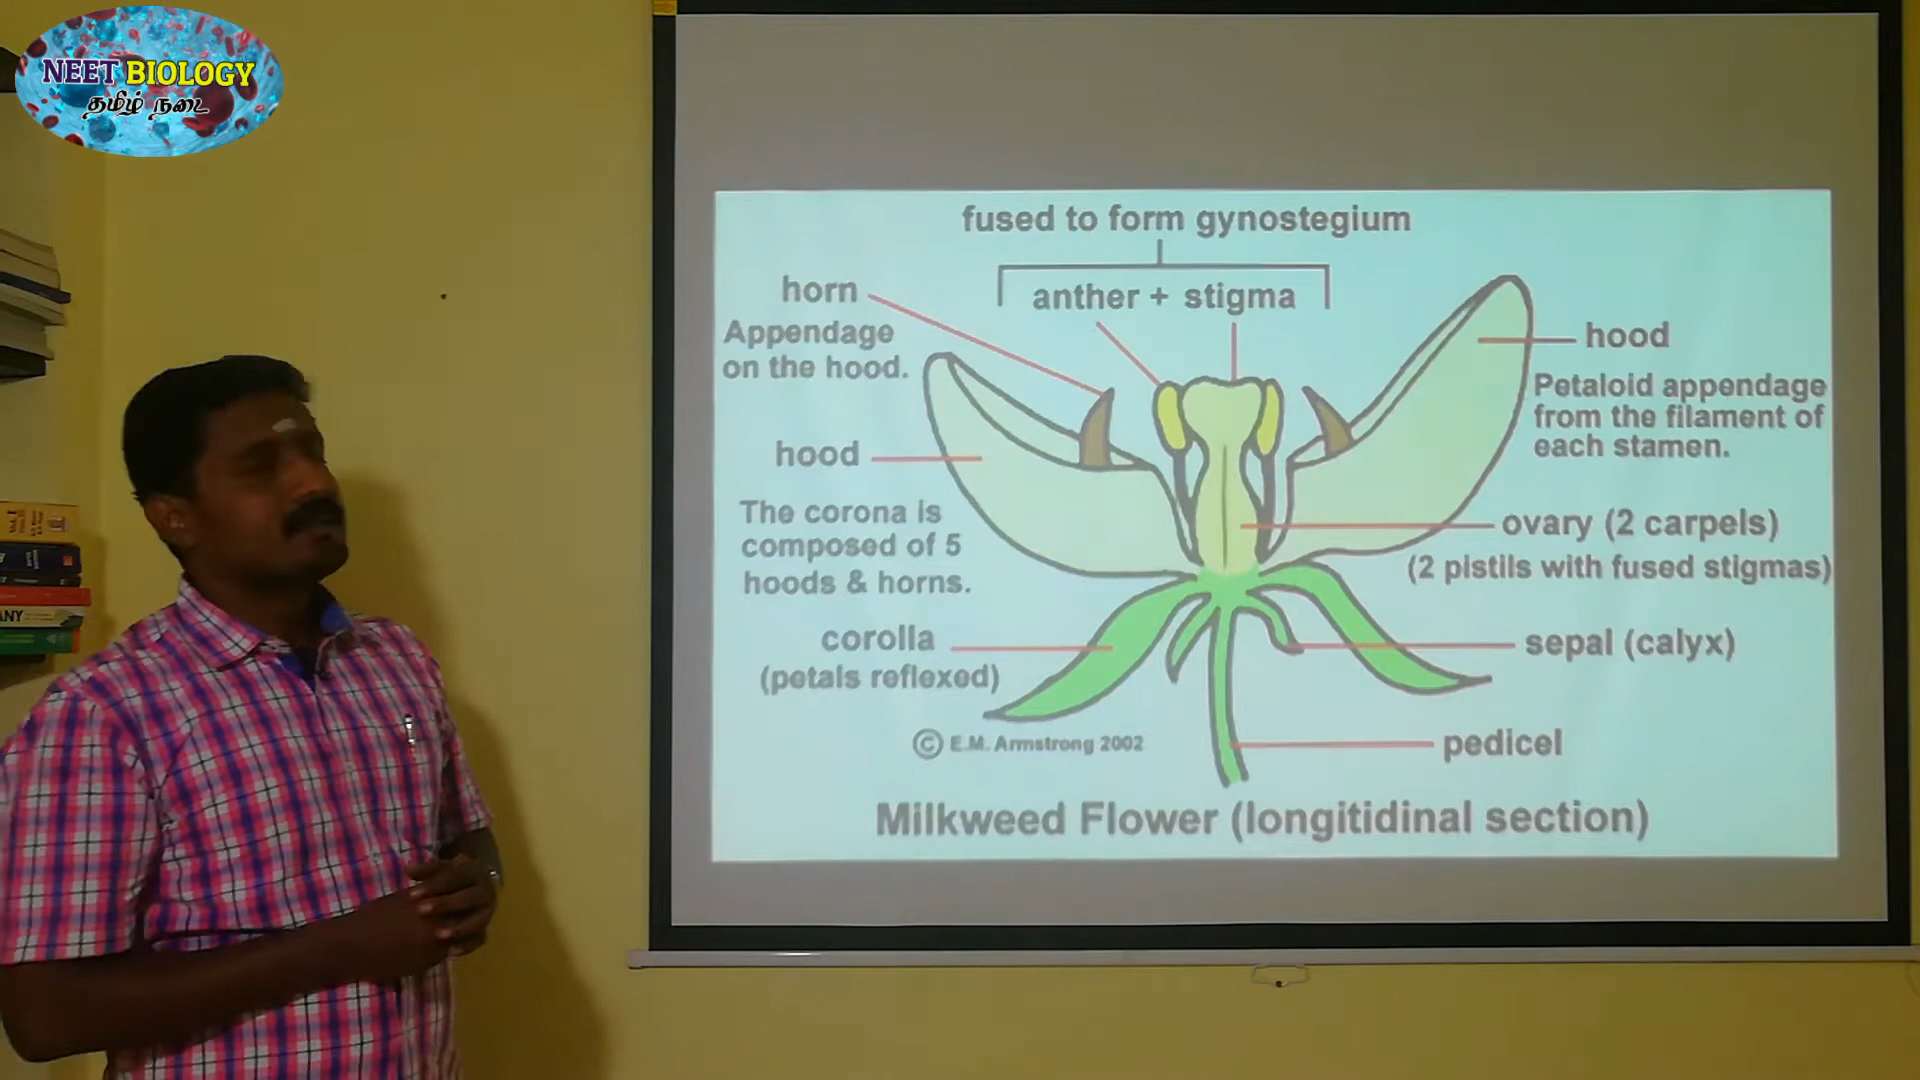 NEET BIOLOGY
தமிழ் நடை
fused to form gynostegium
anther + stigma
horn
Appendage
on the hood.
hood
Petaloid appendage
from the filament of
each stamen.
hood
The corona is
composed of 5
hoods & horns.
ovary (2 carpels)
(2 pistils with fused stigmas)
corolla
(petals reflexed)
sepal (calyx)
© E.M. Armstrong 2002
pedicel
Milkweed Flower (longitidinal section)
ANY